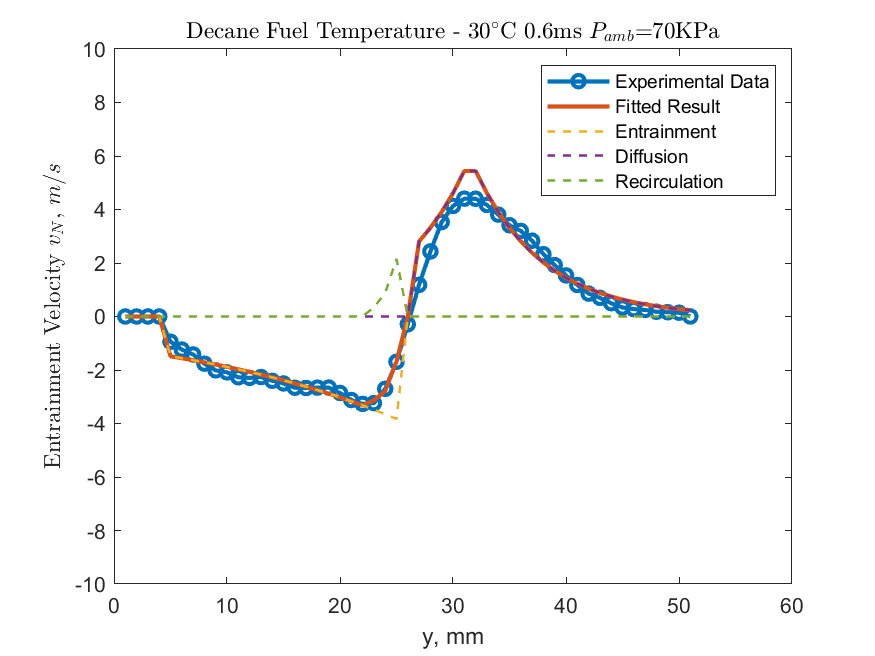 Decane Fuel Temperature - 30°C 0.6ms P_amb=70KPa
10
8
6
4
2
0
-2
-4
-6
-8
-10
Entrainment Velocity v_N, m/s
Experimental Data
Fitted Result
Entrainment
Diffusion
Recirculation
0 10 20 30 40 50 60
y, mm